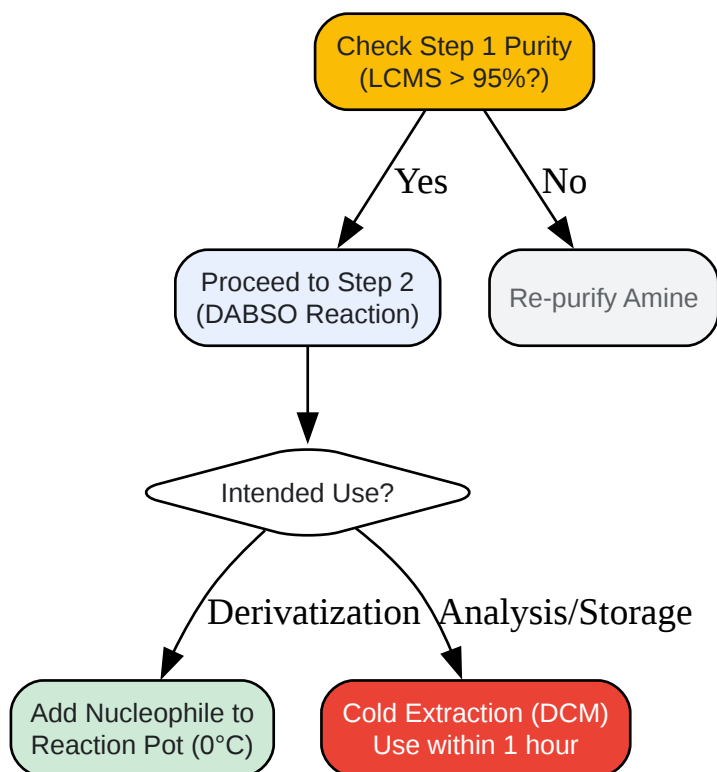 Check Step 1 Purity
(LCMS > 95%?)
Yes
No
Proceed to Step 2
(DABSO Reaction)
Re-purify Amine
Intended Use?
Derivatization
Analysis/Storage
Add Nucleophile to
Reaction Pot (0°C)
Cold Extraction (DCM)
Use within 1 hour